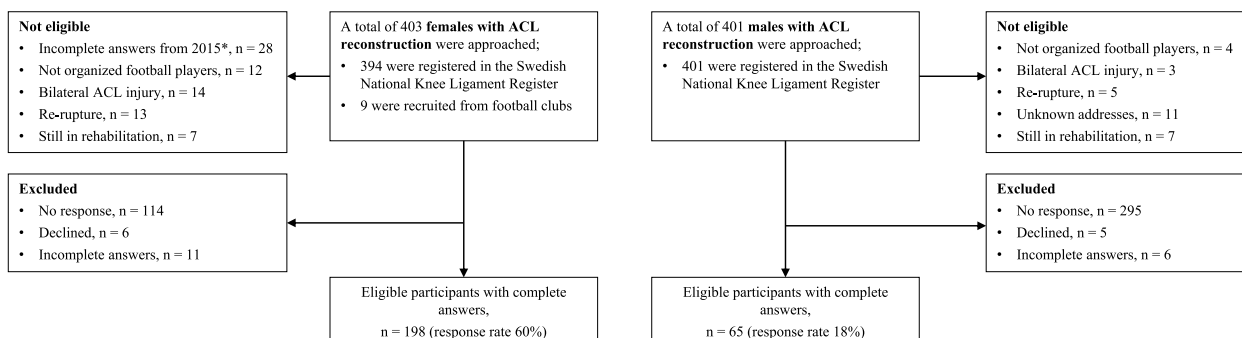 Not eligible
• Incomplete answers from 2015*, n = 28
• Not organized football players, n = 12
• Bilateral ACL injury, n = 14
• Re-rupture, n = 13
• Still in rehabilitation, n = 7
A total of 403 females with ACL
reconstruction were approached;
• 394 were registered in the Swedish
National Knee Ligament Register
• 9 were recruited from football clubs
A total of 401 males with ACL
reconstruction were approached;
• 401 were registered in the Swedish
National Knee Ligament Register
Not eligible
• Not organized football players, n = 4
• Bilateral ACL injury, n = 3
• Re-rupture, n = 5
• Unknown addresses, n = 11
• Still in rehabilitation, n = 7
Excluded
• No response, n = 114
• Declined, n = 6
• Incomplete answers, n = 11
Excluded
• No response, n = 295
• Declined, n = 5
• Incomplete answers, n = 6
Eligible participants with complete
answers,
n = 198 (response rate 60%)
Eligible participants with complete
answers,
n = 65 (response rate 18%)